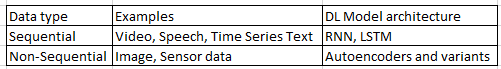 Data type Examples DL Model architecture
Sequential Video, Speech, Time Series Text RNN, LSTM
Non-Sequential Image, Sensor data Autoencoders and variants